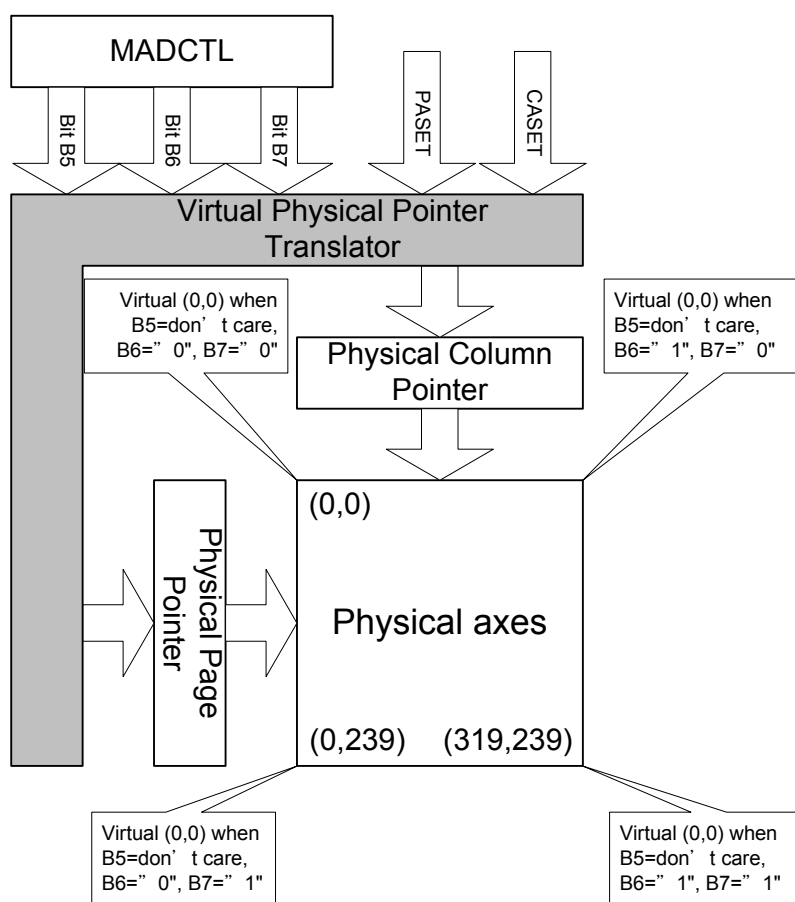 MADCTL
Bit B5
Bit B6
Bit B7
PASET
CASET
Virtual Physical Pointer
Translator
Virtual (0,0) when
B5=don’ t care,
B6=”0", B7=”0"
Virtual (0,0) when
B5=don’ t care,
B6=”1", B7=”0"
Physical Column
Pointer
Physical Page
Pointer
(0,0)
Physical axes
(0,239) (319,239)
Virtual (0,0) when
B5=don’ t care,
B6=”0", B7=”1"
Virtual (0,0) when
B5=don’ t care,
B6=”1", B7=”1"